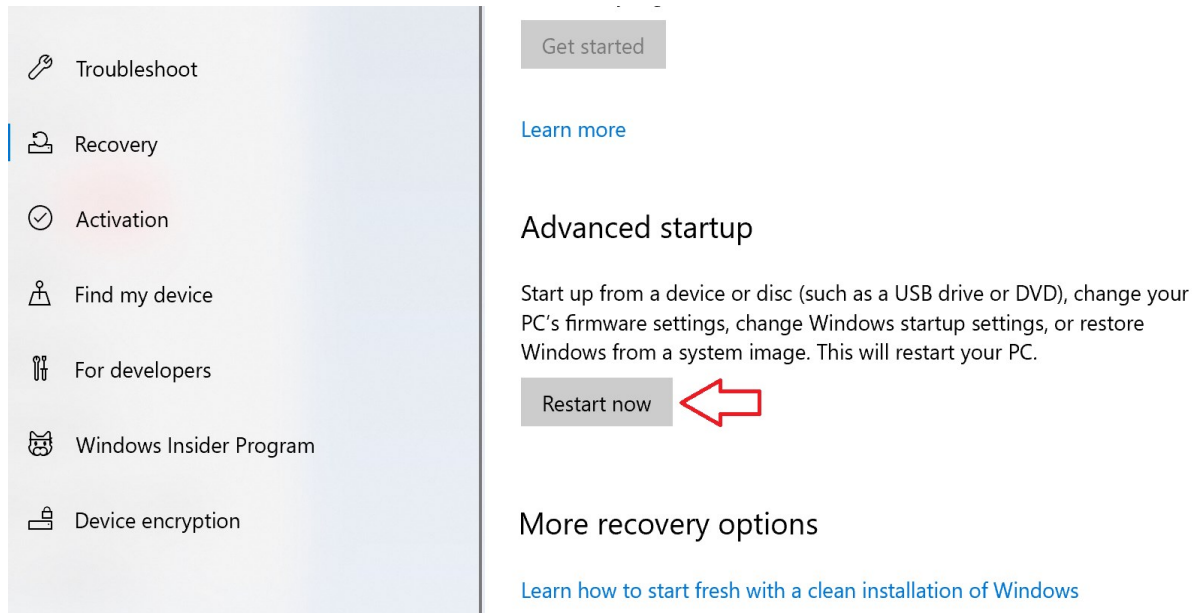 Troubleshoot
Recovery
Activation
Find my device
For developers
Windows Insider Program
Device encryption
Get started
Learn more
Advanced startup
Start up from a device or disc (such as a USB drive or DVD), change your
PC's firmware settings, change Windows startup settings, or restore
Windows from a system image. This will restart your PC.
Restart now
More recovery options
Learn how to start fresh with a clean installation of Windows